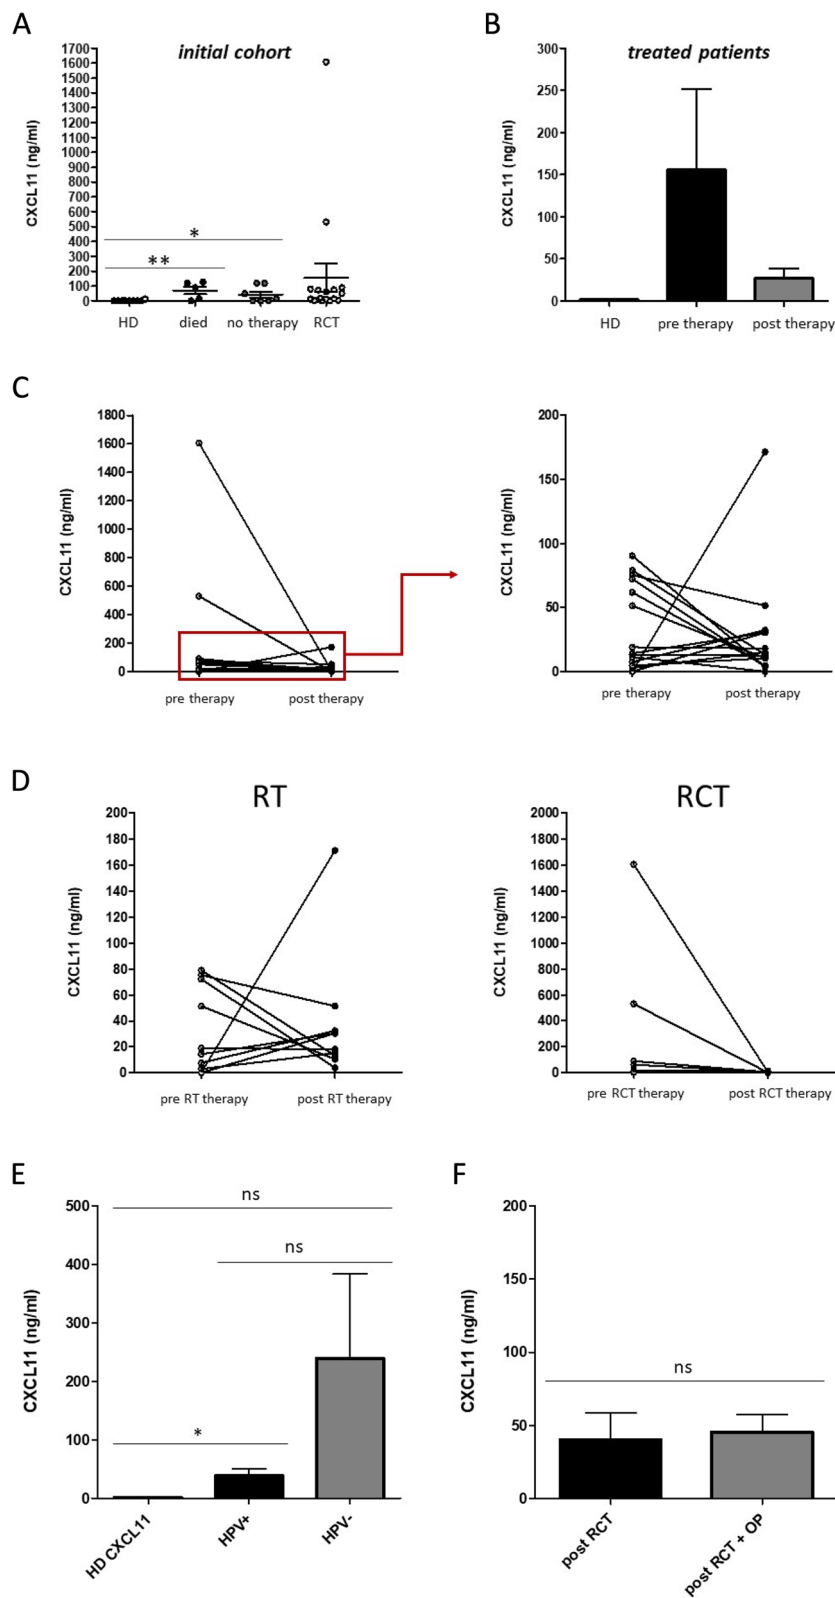 A
initial cohort
CXCL11 (ng/ml)
1700
1600
1500
1400
1300
1200
1100
1000
900
800
700
600
500
400
300
200
100
0
*
**
HD
died
no therapy
RCT
B
treated patients
CXCL11 (ng/ml)
300
250
200
150
100
50
0
HD
pre therapy
post therapy
C
CXCL11 (ng/ml)
1800
1600
1400
1200
1000
800
600
400
200
0
pre therapy
post therapy
CXCL11 (ng/ml)
200
150
100
50
0
pre therapy
post therapy
D
RT
CXCL11 (ng/ml)
200
180
160
140
120
100
80
60
40
20
0
pre RT therapy
post RT therapy
RCT
CXCL11 (ng/ml)
2000
1800
1600
1400
1200
1000
800
600
400
200
0
pre RCT therapy
post RCT therapy
E
CXCL11 (ng/ml)
500
400
300
200
100
0
ns
ns
*
HD CXCL11
HPV+
HPV-
F
CXCL11 (ng/ml)
200
150
100
50
0
ns
post RCT
post RCT + OP